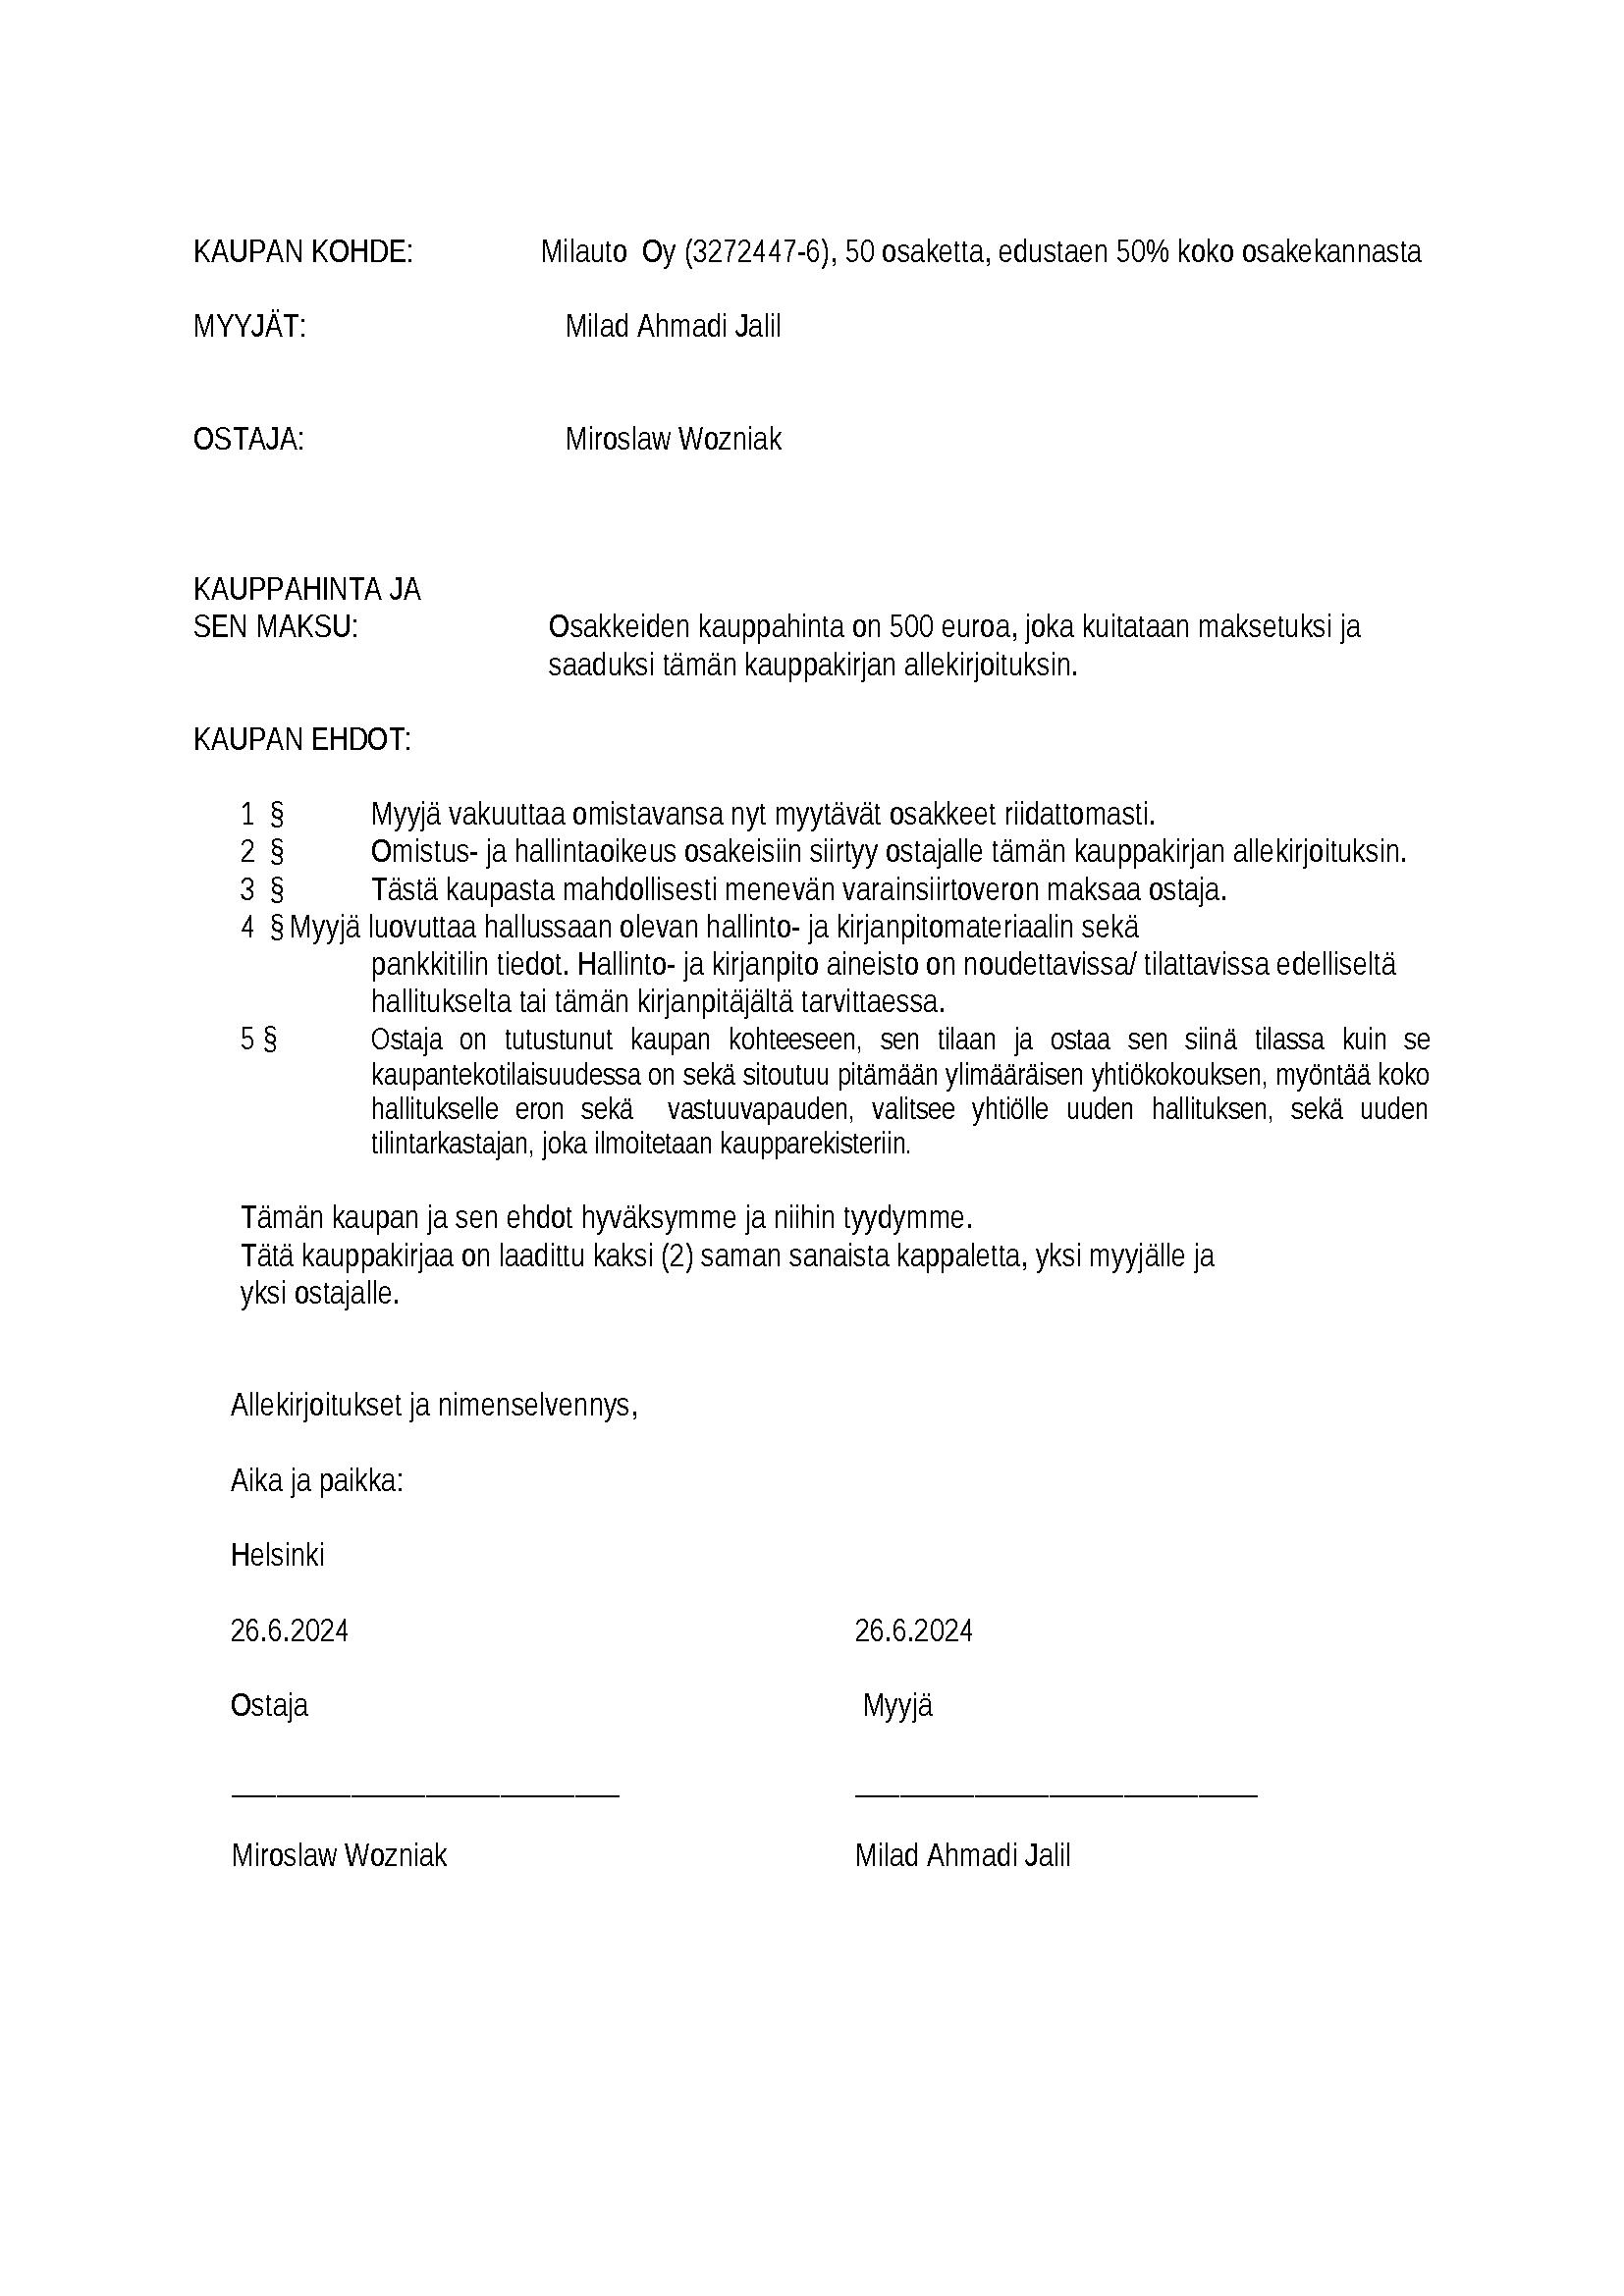 KAUPAN KOHDE: Milauto Oy (3272447-6), 50 osaketta, edustaen 50% koko osakekannasta
MYYJÄT: Milad Ahmadi Jalil
OSTAJA: Miroslaw Wozniak
KAUPPAHINTA JA
SEN MAKSU: Osakkeiden kauppahinta on 500 euroa, joka kuitataan maksetuksi ja
saaduksi tämän kauppakirjan allekirjoituksin.
KAUPAN EHDOT:
1 § Myyjä vakuuttaa omistavansa nyt myytävät osakkeet riidattomasti.
2 § Omistus- ja hallintaoikeus osakeisiin siirtyy ostajalle tämän kauppakirjan allekirjoituksin.
3 § Tästä kaupasta mahdollisesti menevän varainsiirtoveron maksaa ostaja.
4 § Myyjä luovuttaa hallussaan olevan hallinto- ja kirjanpitomateriaalin sekä
pankkitilin tiedot. Hallinto- ja kirjanpito aineisto on noudettavissa/ tilattavissa edelliseltä
hallitukselta tai tämän kirjanpitäjältä tarvittaessa.
5 § Ostaja on tutustunut kaupan kohteeseen, sen tilaan ja ostaa sen siinä tilassa kuin se
kaupantekotilaisuudessa on sekä sitoutuu pitämään ylimääräisen yhtiökokouksen, myöntää koko
hallitukselle eron sekä vastuuvapauden, valitsee yhtiölle uuden hallituksen, sekä uuden
tilintarkastajan, joka ilmoitetaan kaupparekisteriin.
Tämän kaupan ja sen ehdot hyväksymme ja niihin tyydymme.
Tätä kauppakirjaa on laadittu kaksi (2) saman sanaista kappaletta, yksi myyjälle ja
yksi ostajalle.
Allekirjoitukset ja nimenselvennys,
Aika ja paikka:
Helsinki
26.6.2024 26.6.2024
Ostaja Myyjä
__________________________ ___________________________
Miroslaw Wozniak Milad Ahmadi Jalil